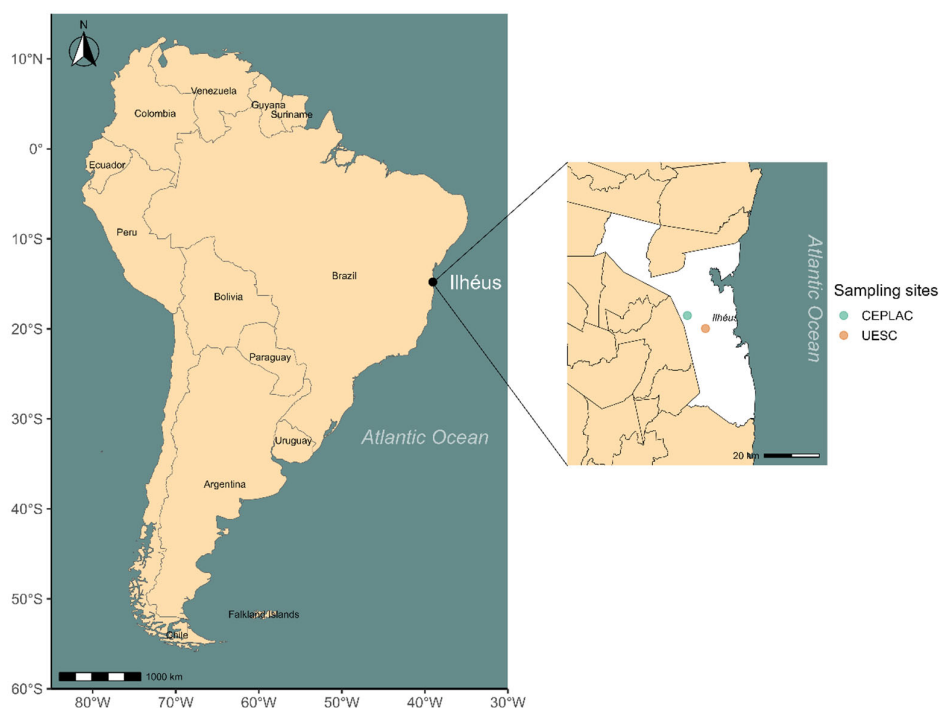 N
10°N
0°
10°S
20°S
30°S
40°S
50°S
60°S
80°W
70°W
60°W
50°W
40°W
30°W
Venezuela
Guyana
Suriname
Colombia
Ecuador
Peru
Brazil
Bolivia
Paraguay
Uruguay
Argentina
Falkland Islands
Chile
1000 km
Ilhéus
Atlantic Ocean
Ilhéus
Atlantic Ocean
20 km
Sampling sites
CEPLAC
UESC